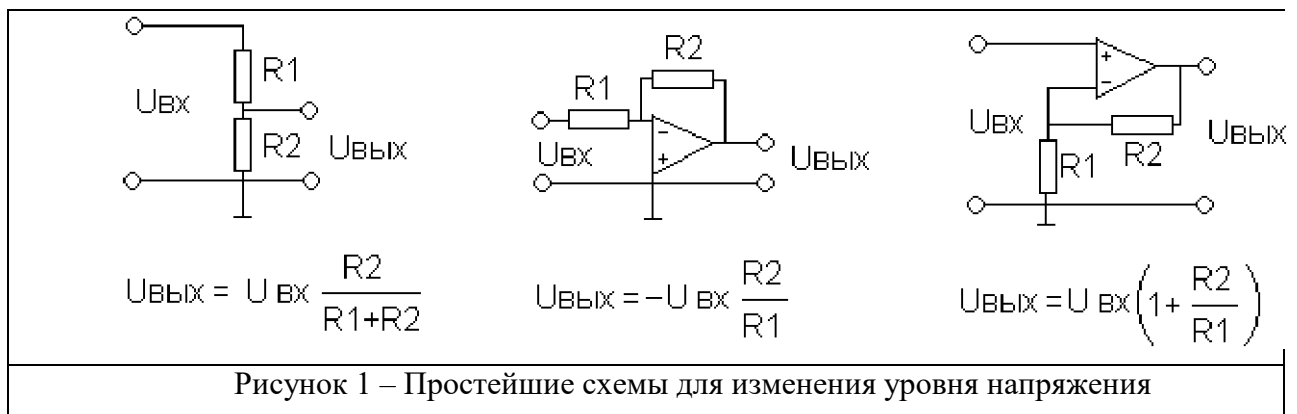 R1
Uвх
R2 Uвых
Uвых = U вх R2 / R1+R2
R2
R1
−
+
Uвх
Uвых
Uвых =−U вх R2 / R1
+
−
Uвх
Uвых
R2
R1
Uвых =U вх(1+ R2 / R1)
Рисунок 1 – Простейшие схемы для изменения уровня напряжения